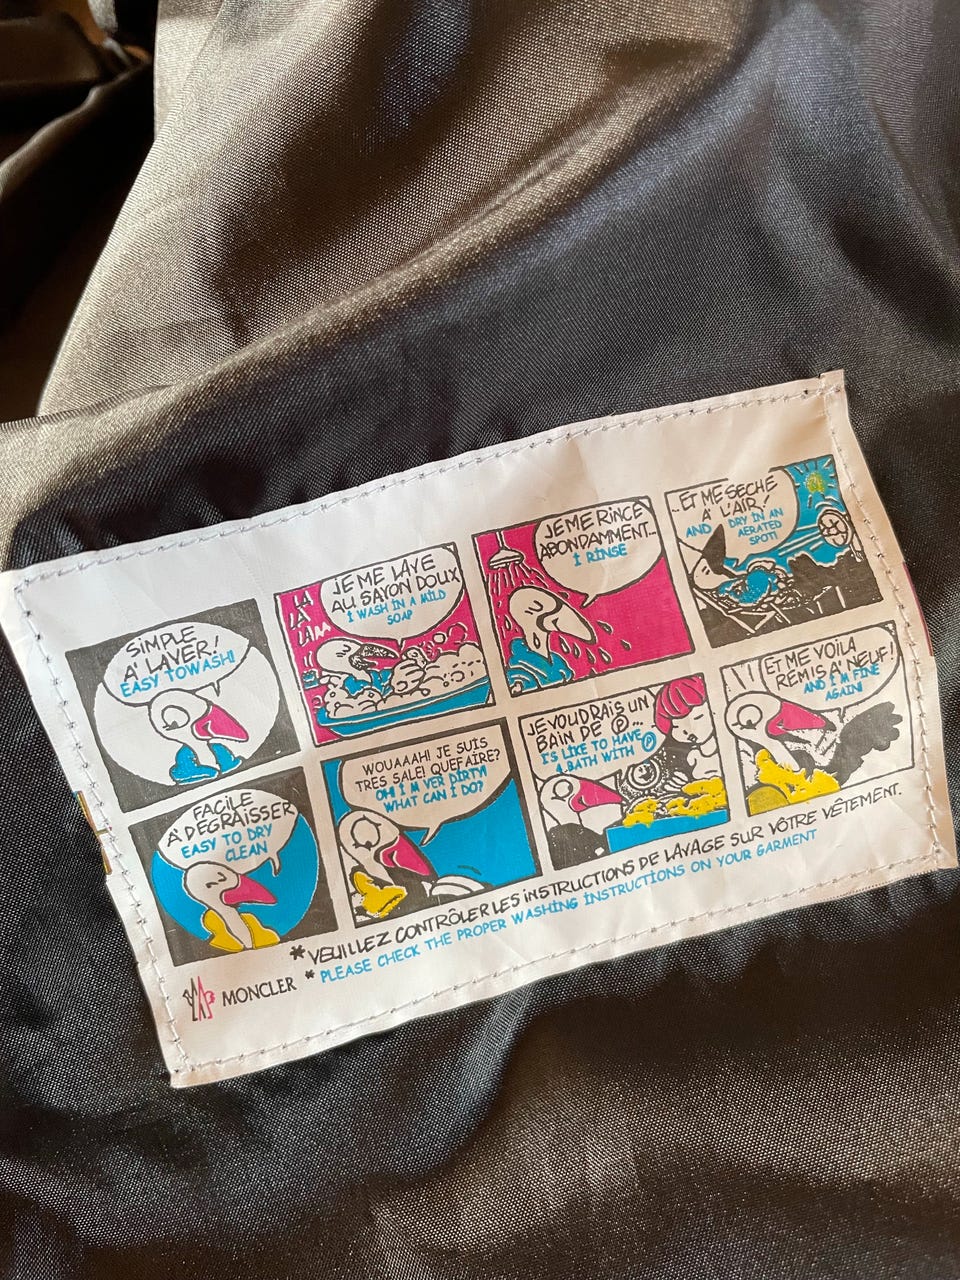 SIMPLE
A' LAVER!
EASY TOWASH!
LA
LA
LAM
JE ME LAVE
AU SAVON DOUX
I WASH IN A MILD
SOAP
JE ME RINCE
ABONDAMMENT...
I RINSE
...ET ME SECHE
A' L'AIR!
AND DRY IN AN
AERATED
SPOT!
FACILE
A' DEGRAISSER
EASY TO DRY
CLEAN
WOUAAAH! JE SUIS
TRES SALE! QUEFAIRE?
OH! I'M VER DIRTY!
WHAT CAN I DO?
JE VOUDRAIS UN
BAIN DE Ⓟ...
I'S LIKE TO HAVE
A BATH WITH Ⓟ
ET ME VOILA
REMIS A' NEUF!
AND I'M FINE
AGAIN!
*VEUILLEZ CONTRÔLER LES INSTRUCTIONS DE LAVAGE SUR VÔTRE VÊTEMENT.
* PLEASE CHECK THE PROPER WASHING INSTRUCTIONS ON YOUR GARMENT
MONCLER